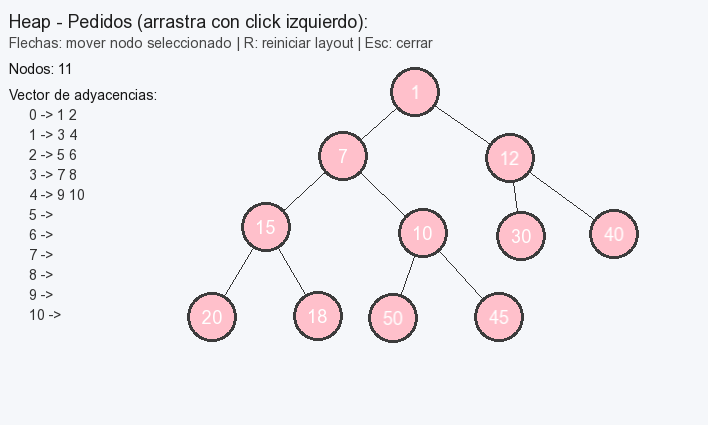 Heap - Pedidos (arrastra con click izquierdo):
Flechas: mover nodo seleccionado | R: reiniciar layout | Esc: cerrar
Nodos: 11
Vector de adyacencias:
0 -> 1 2
1 -> 3 4
2 -> 5 6
3 -> 7 8
4 -> 9 10
5 ->
6 ->
7 ->
8 ->
9 ->
10 ->
1
7
12
15
10
30
40
20
18
50
45